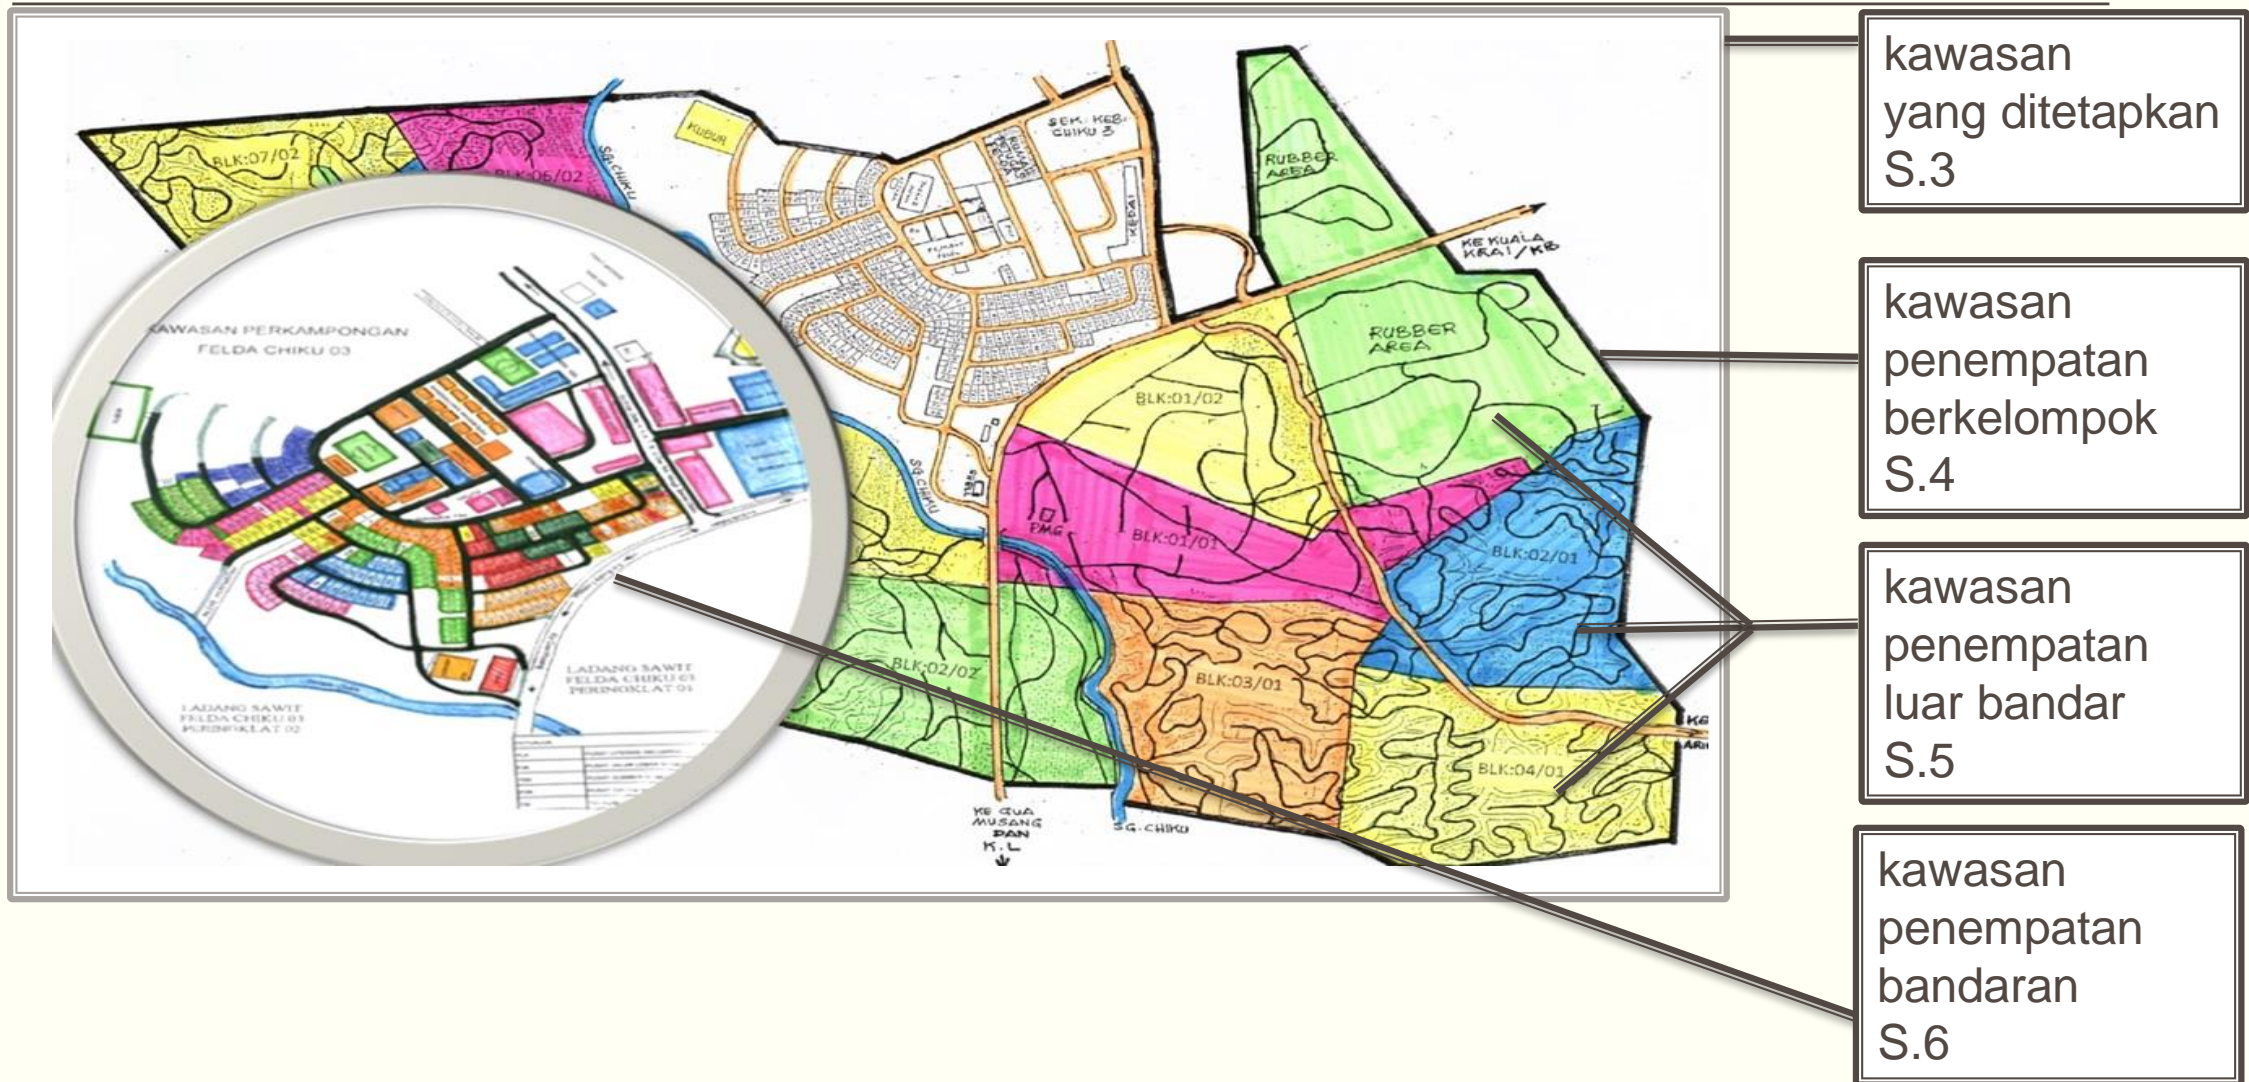 kawasan
yang ditetapkan
S.3
kawasan
penempatan
berkelompok
S.4
kawasan
penempatan
luar bandar
S.5
kawasan
penempatan
bandaran
S.6
BLK:07/02
BLK:06/02
SG.CHIKU
KUBUR
SEK. KEB.
CHIKU 3
KEDAI
RUBBER
AREA
KE KUALA
KRAI/KB
RUBBER
AREA
BLK:01/02
SG.CHIKU
PMG
BLK:01/01
BLK:02/01
BLK:02/02
BLK:03/01
BLK:04/01
KE GUA
MUSANG
DAN
K.L
SG.CHIKU
KAWASAN PERKAMPONGAN
FELDA CHIKU 03
LADANG SAWIT
FELDA CHIKU 03
PERINGKLAT 01
LADANG SAWIT
FELDA CHIKU 03
PERINGKLAT 02